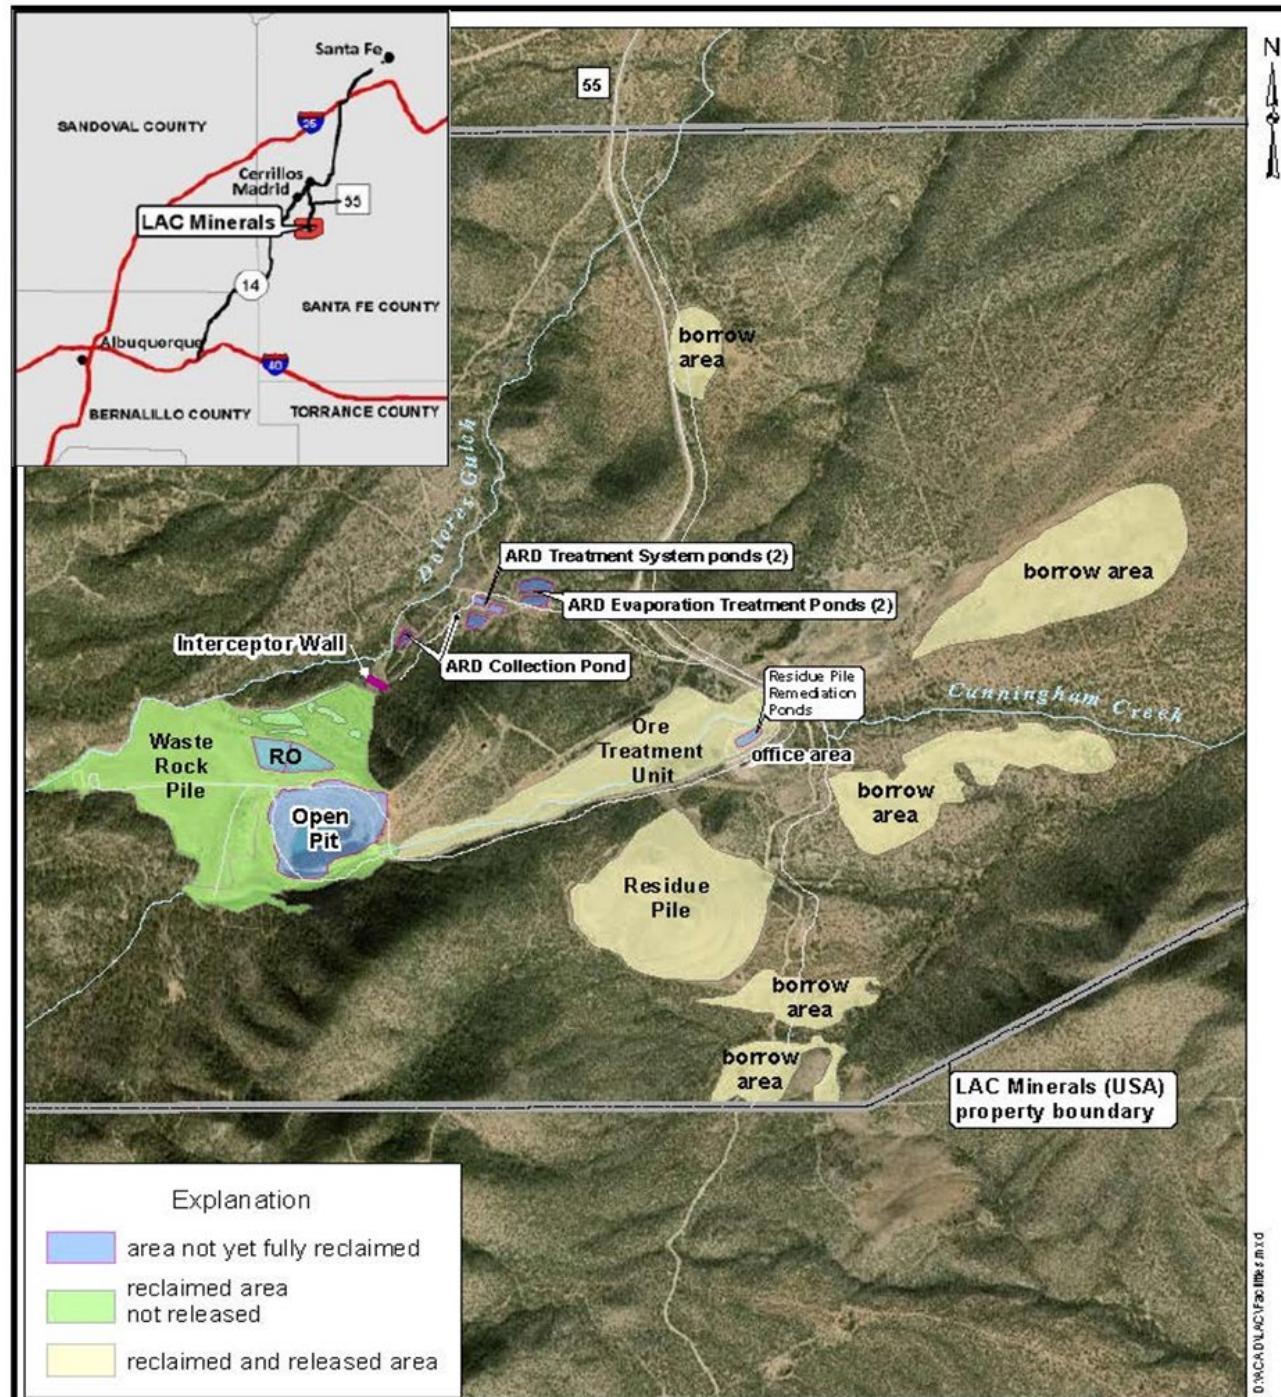 Santa Fe
SANDOVAL COUNTY
25
Cerrillos
Madrid
55
LAC Minerals
14
SANTA FE COUNTY
Albuquerque
40
BERNALILLO COUNTY
TORRANCE COUNTY
55
N
borrow
area
Dolores Gulch
ARD Treatment System ponds (2)
borrow area
ARD Evaporation Treatment Ponds (2)
Interceptor Wall
ARD Collection Pond
Residue Pile
Remediation
Ponds
Cunningham Creek
Waste
Rock
Pile
RO
Ore
Treatment
Unit
office area
Open
Pit
borrow
area
Residue
Pile
borrow
area
borrow
area
LAC Minerals (USA)
property boundary
Explanation
area not yet fully reclaimed
reclaimed area
not released
reclaimed and released area
D:\ACAD\LAC\Facilities.mxd